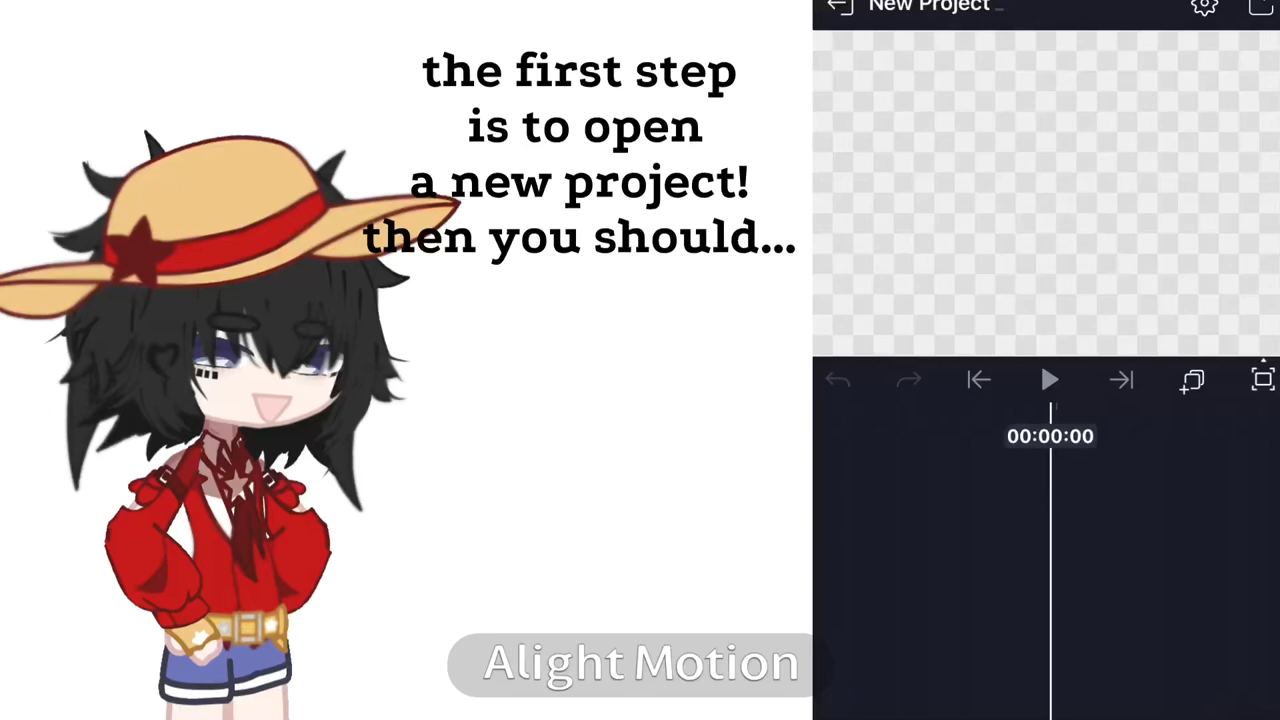 the first step
is to open
a new project!
then you should...
New Project
00:00:00
Alight Motion